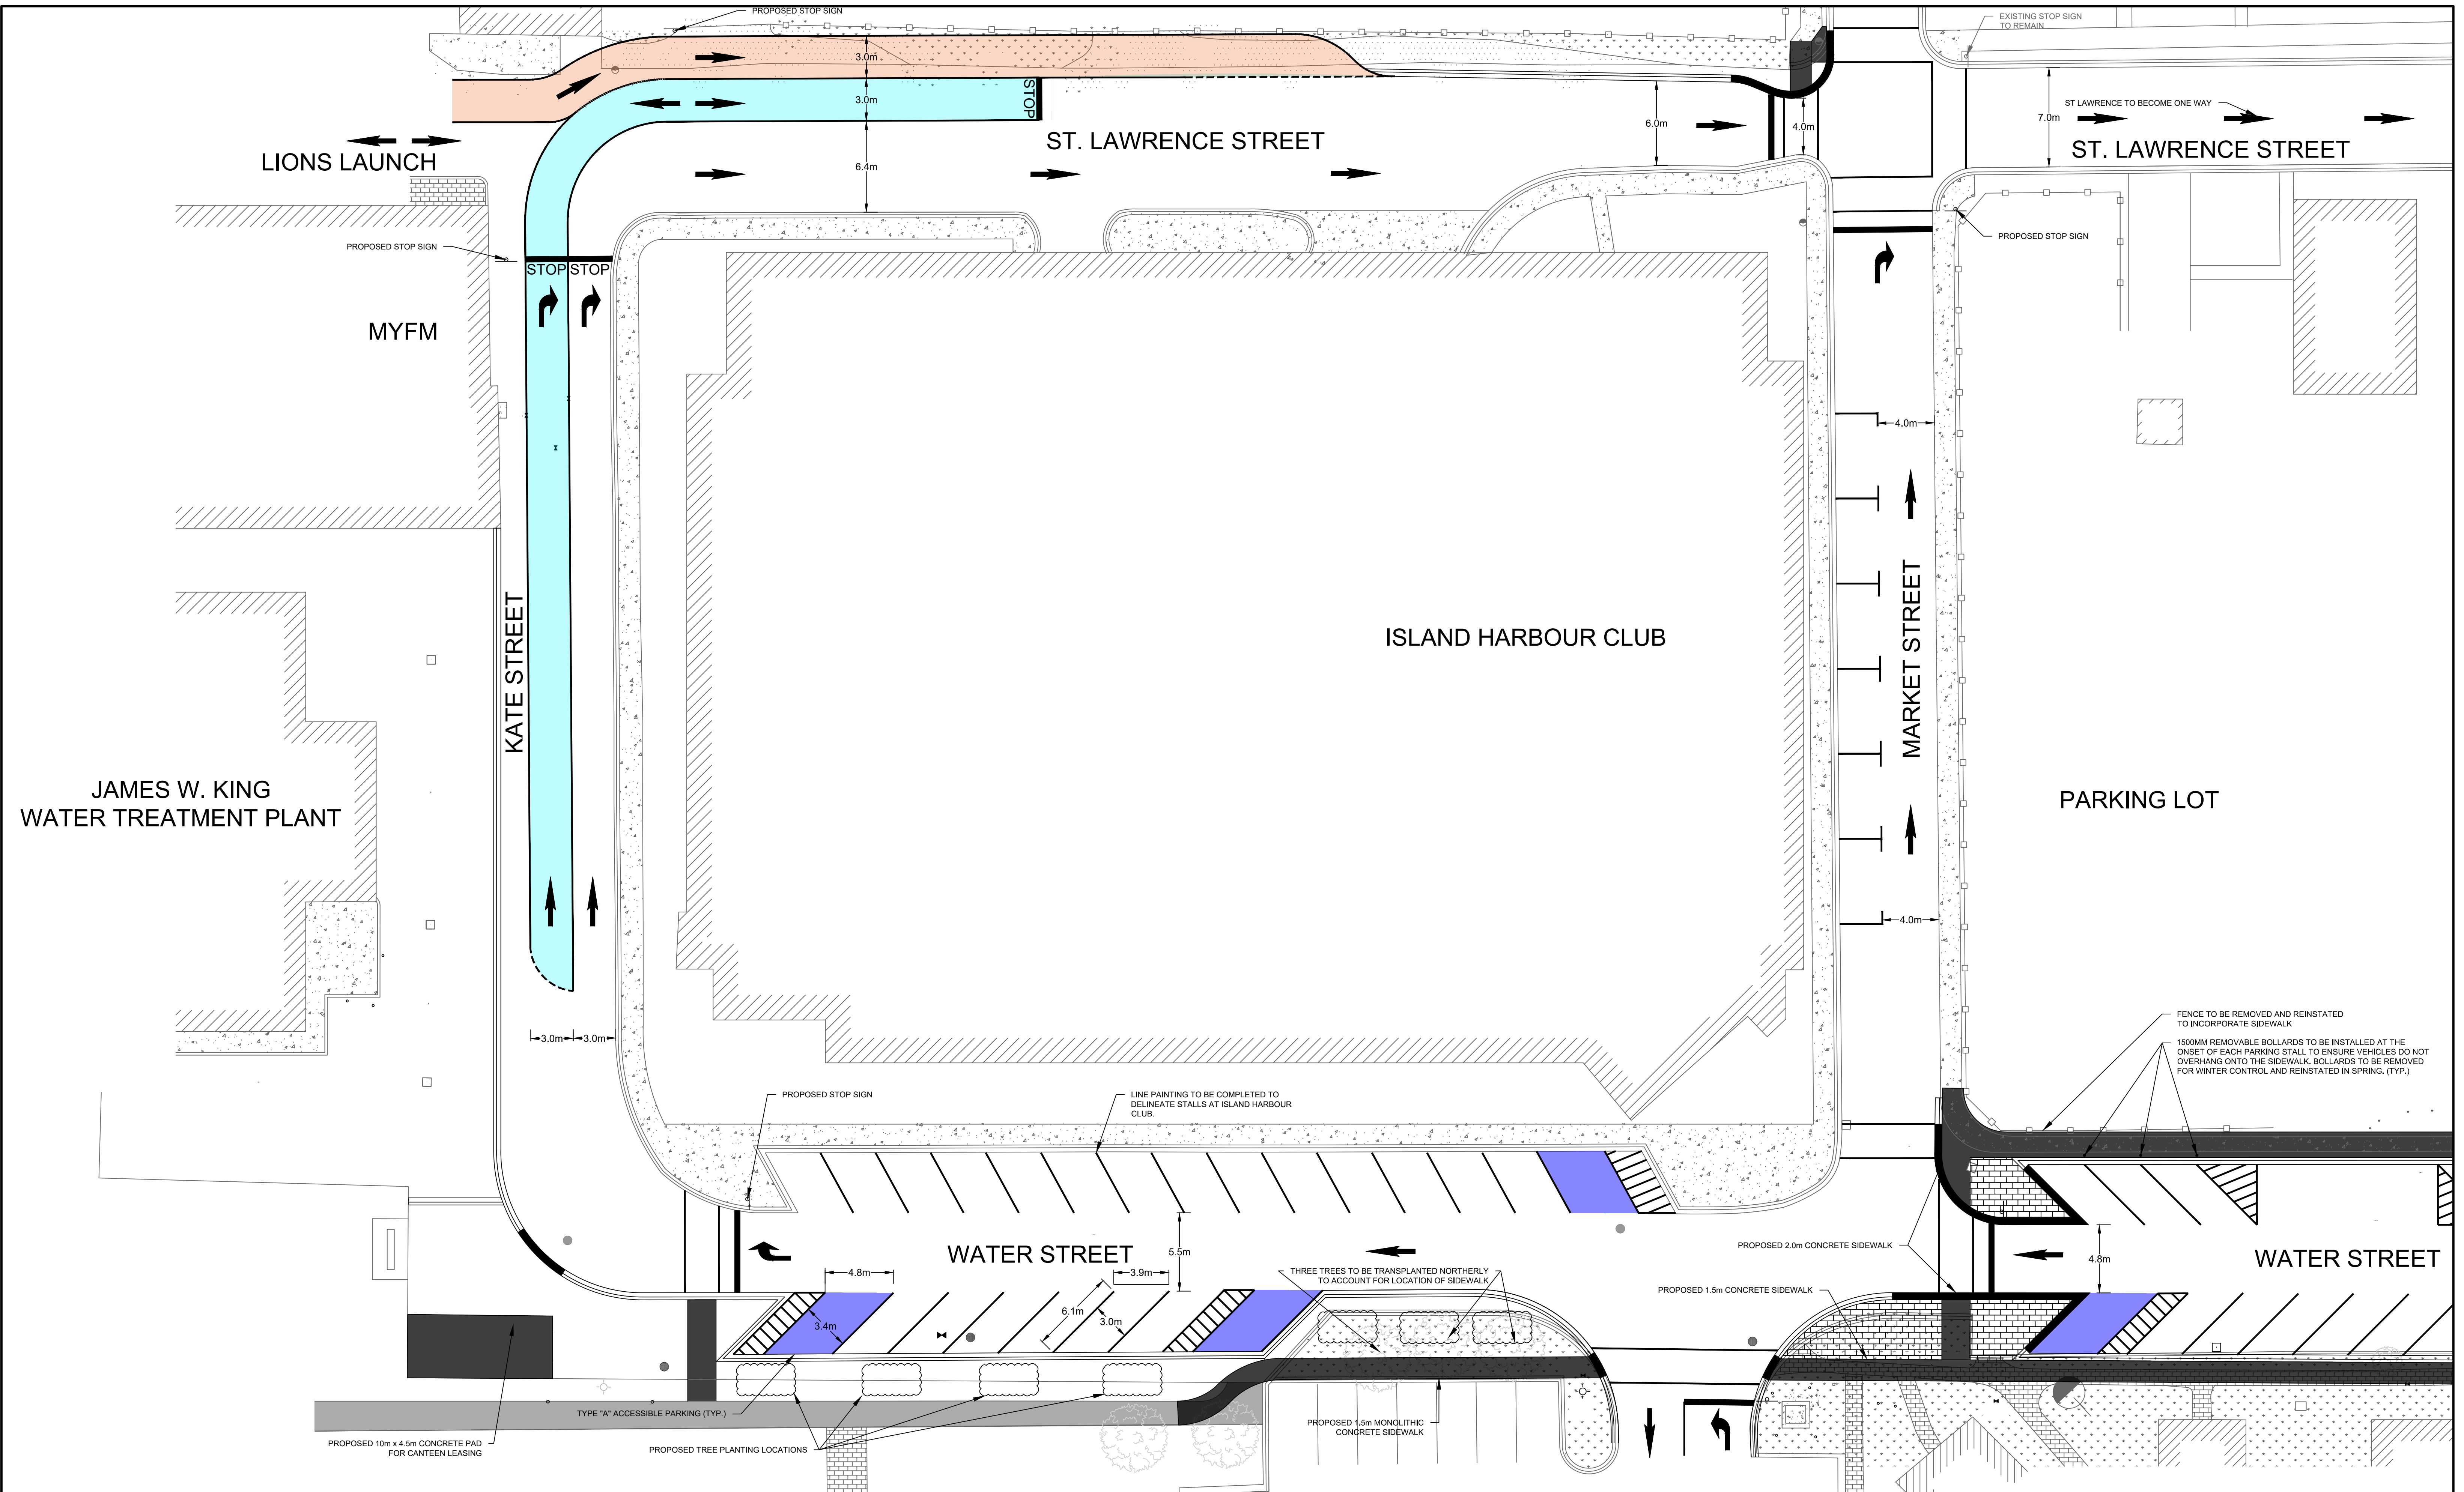 PROPOSED STOP SIGN
EXISTING STOP SIGN
TO REMAIN
3.0m
3.0m
STOP
6.4m
LIONS LAUNCH
ST. LAWRENCE STREET
6.0m
4.0m
7.0m
ST LAWRENCE TO BECOME ONE WAY
ST. LAWRENCE STREET
PROPOSED STOP SIGN
PROPOSED STOP SIGN
STOP
STOP
MYFM
4.0m
KATE STREET
ISLAND HARBOUR CLUB
MARKET STREET
JAMES W. KING
WATER TREATMENT PLANT
PARKING LOT
4.0m
3.0m
3.0m
FENCE TO BE REMOVED AND REINSTATED
TO INCORPORATE SIDEWALK
1500MM REMOVABLE BOLLARDS TO BE INSTALLED AT THE
ONSET OF EACH PARKING STALL TO ENSURE VEHICLES DO NOT
OVERHANG ONTO THE SIDEWALK. BOLLARDS TO BE REMOVED
FOR WINTER CONTROL AND REINSTATED IN SPRING. (TYP.)
PROPOSED STOP SIGN
LINE PAINTING TO BE COMPLETED TO
DELINEATE STALLS AT ISLAND HARBOUR
CLUB.
WATER STREET
5.5m
PROPOSED 2.0m CONCRETE SIDEWALK
4.8m
WATER STREET
4.8m
3.9m
6.1m
3.0m
3.4m
THREE TREES TO BE TRANSPLANTED NORTHERLY
TO ACCOUNT FOR LOCATION OF SIDEWALK
PROPOSED 1.5m CONCRETE SIDEWALK
TYPE "A" ACCESSIBLE PARKING (TYP.)
PROPOSED 10m x 4.5m CONCRETE PAD
FOR CANTEEN LEASING
PROPOSED TREE PLANTING LOCATIONS
PROPOSED 1.5m MONOLITHIC
CONCRETE SIDEWALK